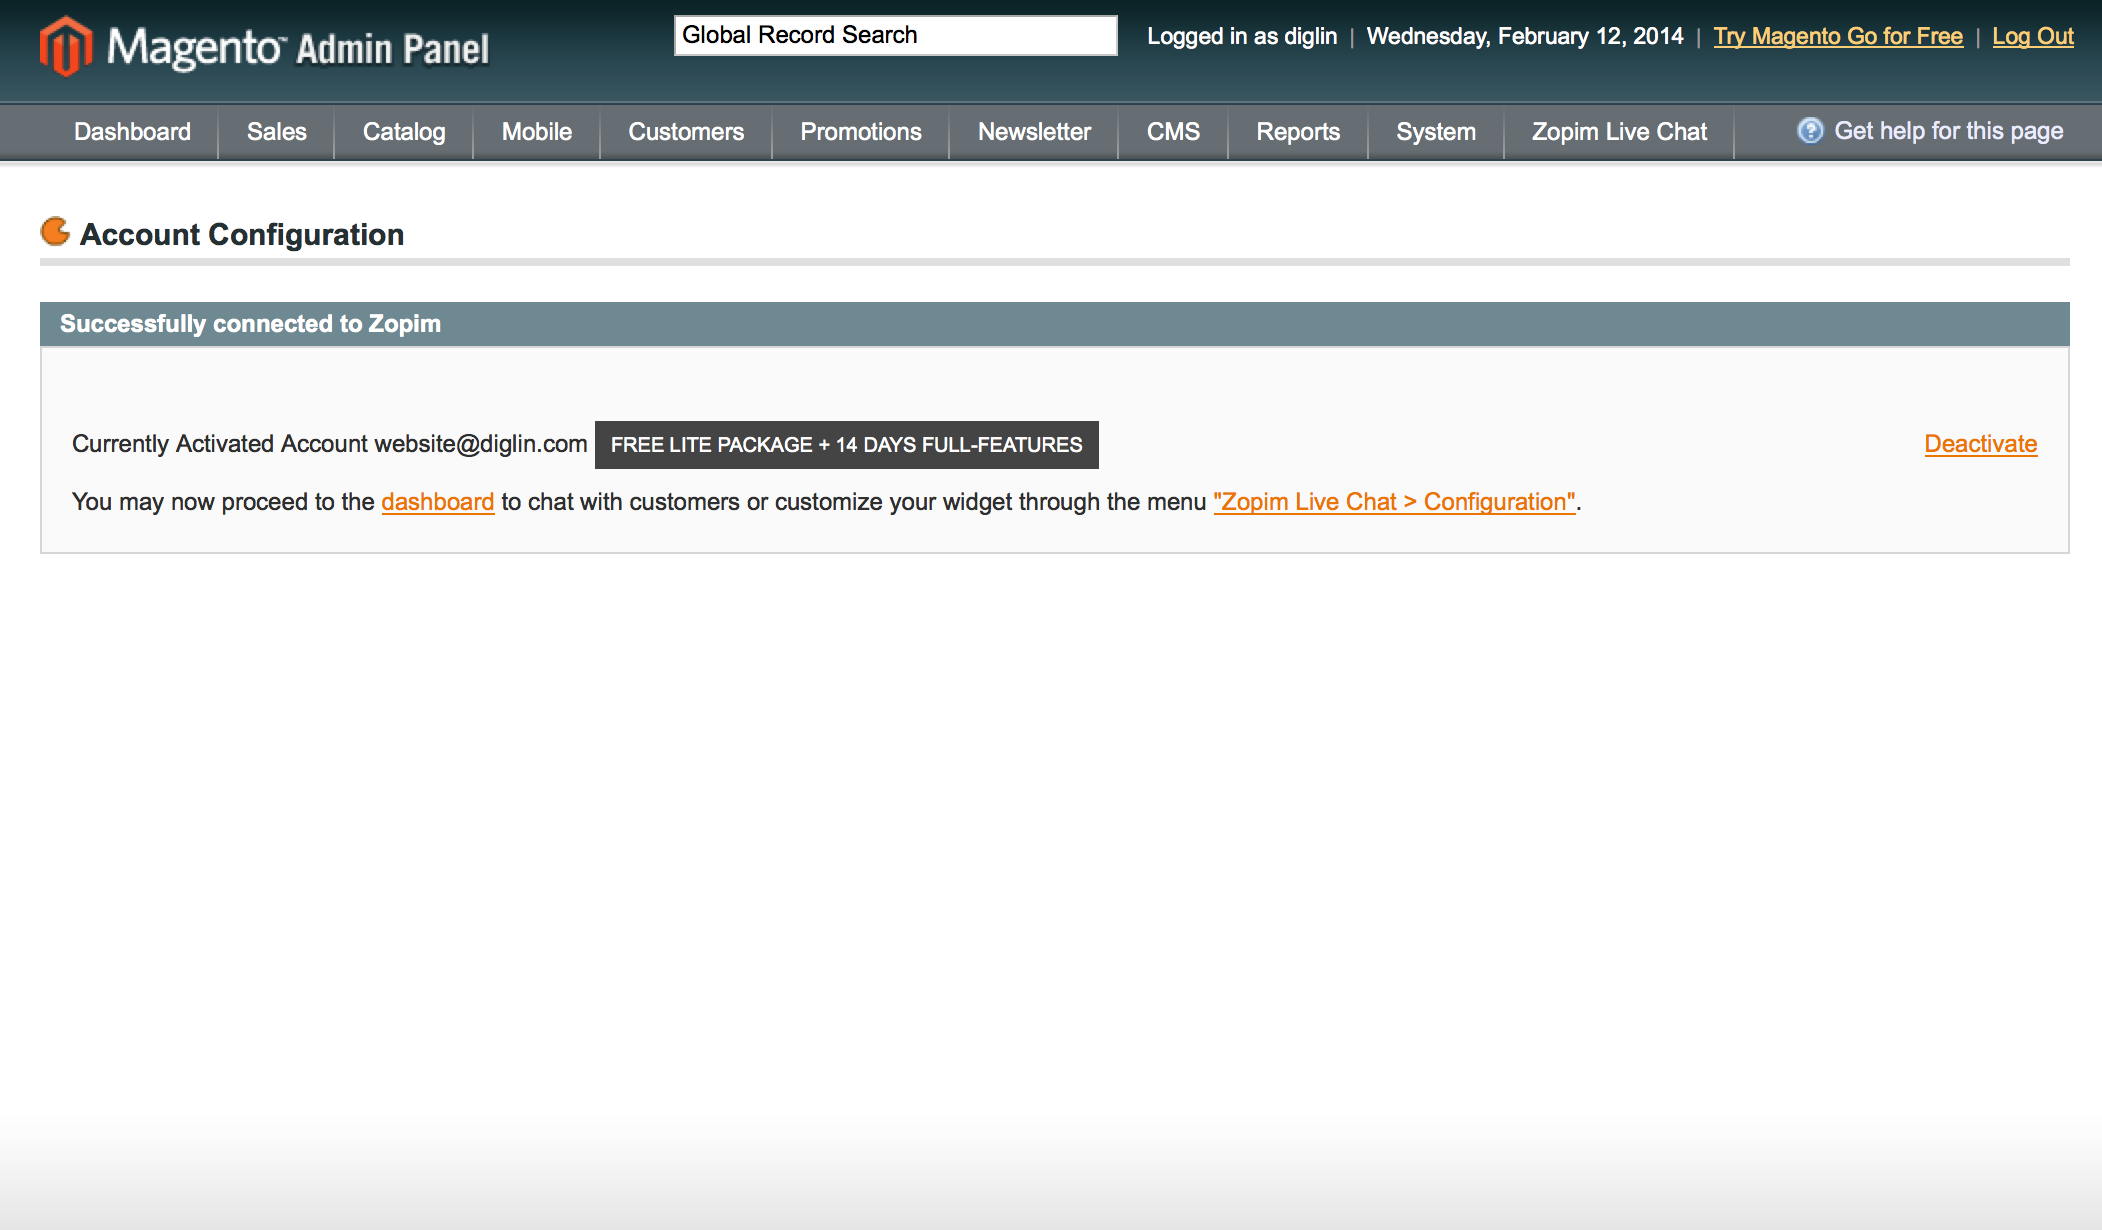 Magento™ Admin Panel
Global Record Search
Logged in as diglin | Wednesday, February 12, 2014 | Try Magento Go for Free | Log Out
Dashboard Sales Catalog Mobile Customers Promotions Newsletter CMS Reports System Zopim Live Chat ? Get help for this page
Account Configuration
Successfully connected to Zopim
Currently Activated Account website@diglin.com FREE LITE PACKAGE + 14 DAYS FULL-FEATURES Deactivate
You may now proceed to the dashboard to chat with customers or customize your widget through the menu "Zopim Live Chat > Configuration".